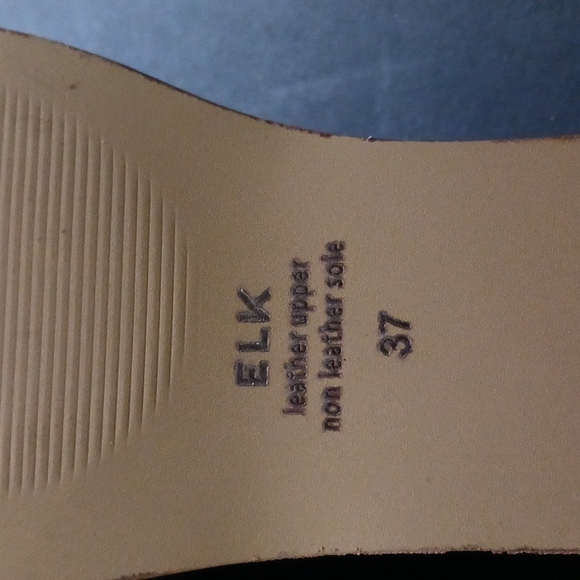 ELK
leather upper
non leather sole
37